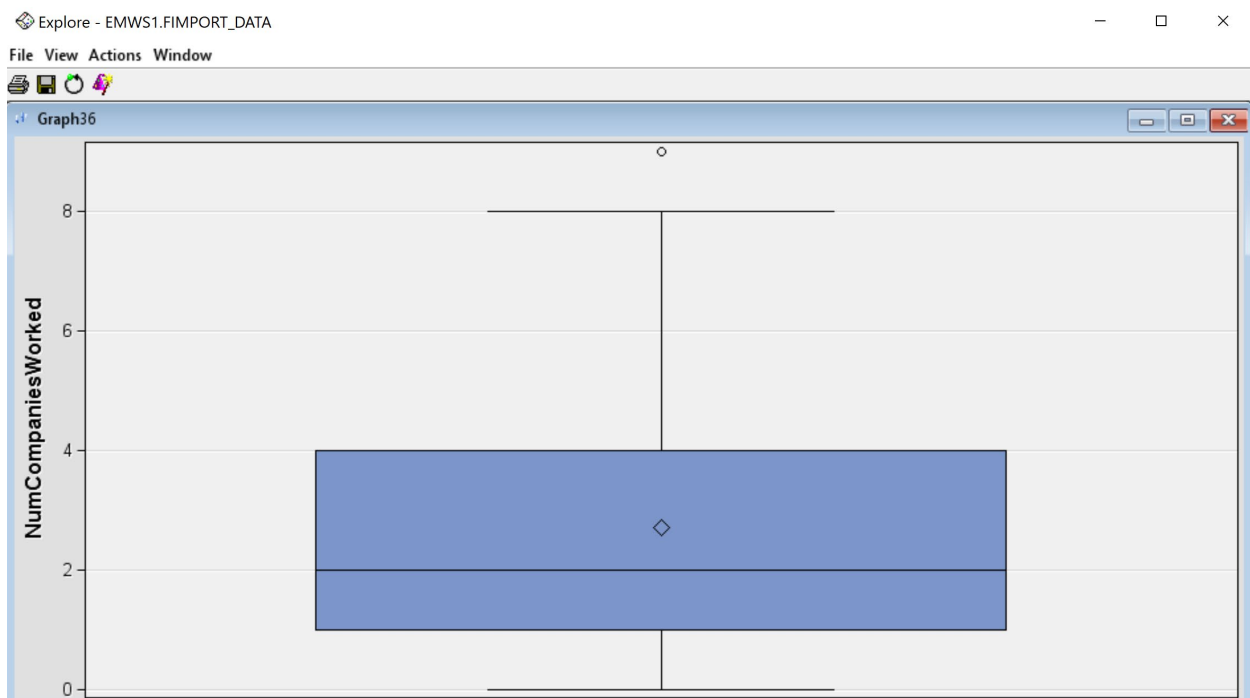 Explore - EMWS1.FIMPORT_DATA
File View Actions Window
Graph36
NumCompaniesWorked
8
6
4
2
0